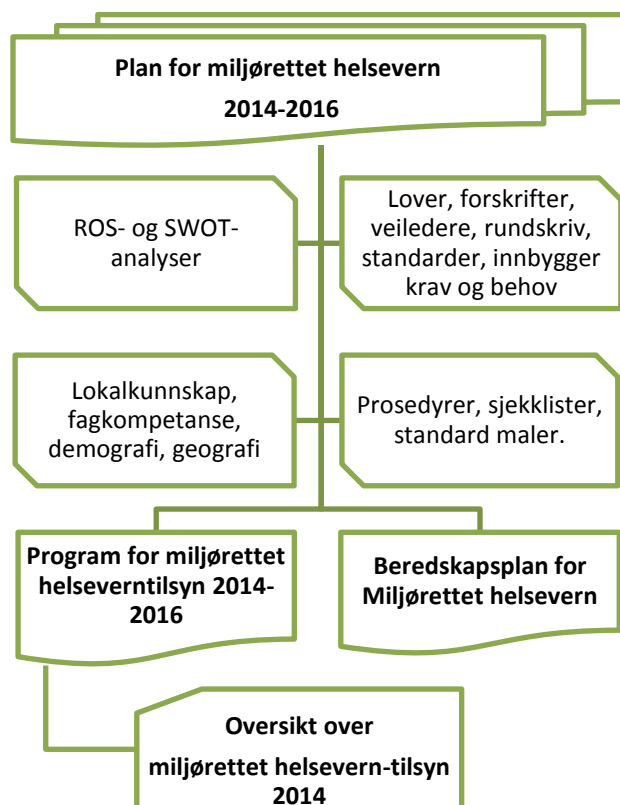 Plan for miljørettet helsevern
2014-2016
ROS- og SWOT-
analyser
Lover, forskrifter,
veiledere, rundskriv,
standarder, innbygger
krav og behov
Lokalkunnskap,
fagkompetanse,
demografi, geografi
Prosedyrer, sjekklister,
standard maler.
Program for miljørettet
helseverntilsyn 2014-
2016
Beredskapsplan for
Miljørettet helsevern
Oversikt over
miljørettet helsevern-tilsyn
2014